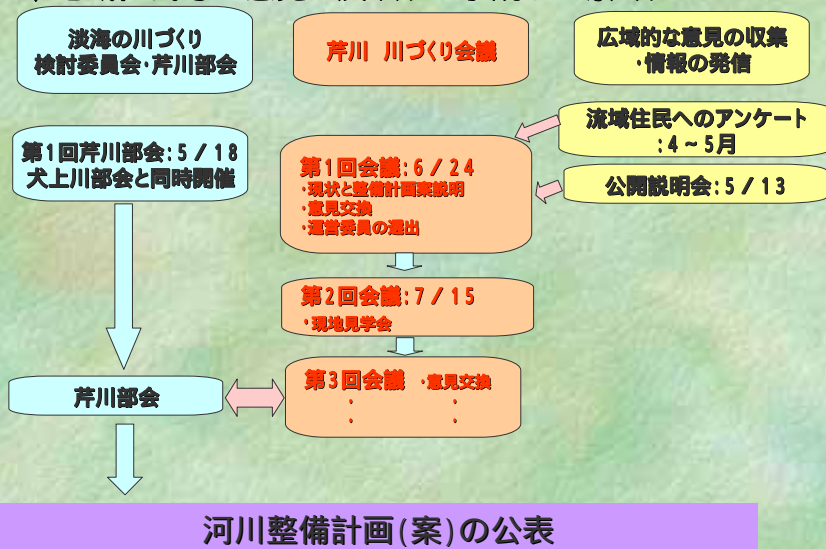 淡海の川づくり
検討委員会・芹川部会
芹川 川づくり会議
広域的な意見の収集
・情報の発信
流域住民へのアンケート
:4~5月
公開説明会:5/13
第1回芹川部会:5/18
犬上川部会と同時開催
第1回会議:6/24
・現状と整備計画案説明
・意見交換
・運営委員の選出
第2回会議:7/15
・現地見学会
芹川部会
第3回会議 ・意見交換
: :
: :
河川整備計画(案)の公表